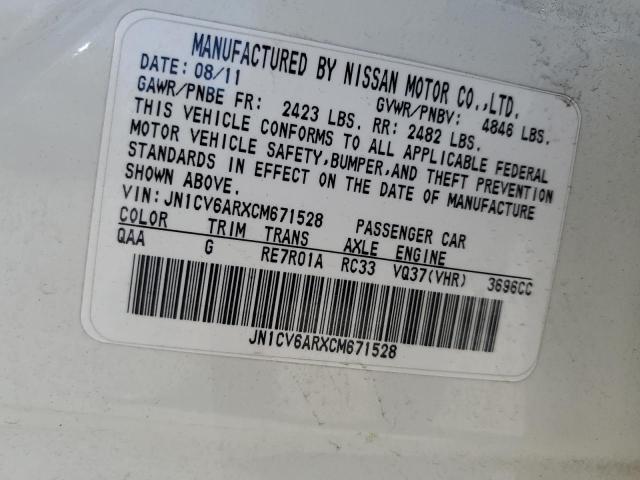 MANUFACTURED BY NISSAN MOTOR CO.,LTD.
DATE: 08/11 GVWR/PNBV: 4846 LBS.
GAWR/PNBE FR: 2423 LBS. RR: 2482 LBS.
THIS VEHICLE CONFORMS TO ALL APPLICABLE FEDERAL
MOTOR VEHICLE SAFETY,BUMPER,AND THEFT PREVENTION
STANDARDS IN EFFECT ON THE DATE OF MANUFACTURE
SHOWN ABOVE.
VIN: JN1CV6ARXCM671528 PASSENGER CAR
COLOR TRIM TRANS AXLE ENGINE
QAA G RE7R01A RC33 VQ37(VHR) 3696CC
JN1CV6ARXCM671528